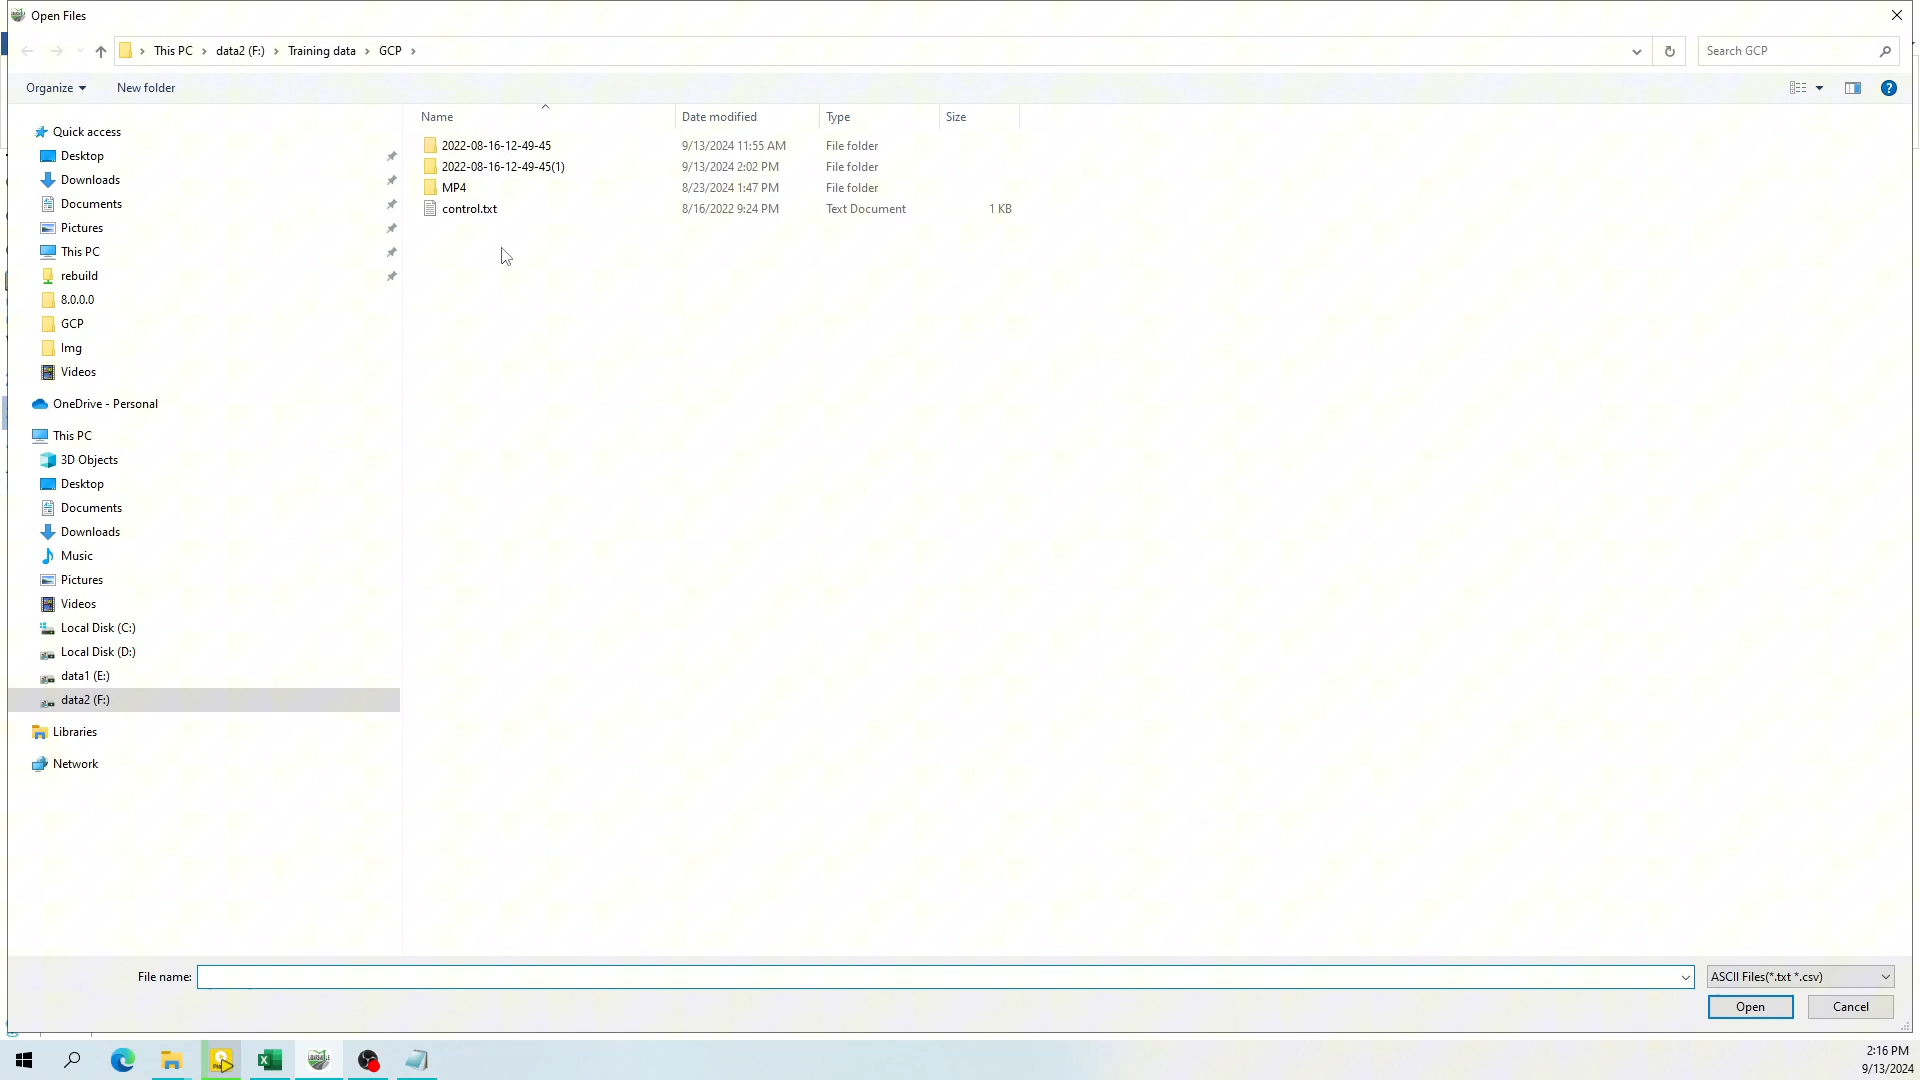 Open Files
This PC > data2 (F:) > Training data > GCP >
Search GCP
Organize
New folder
Name
Date modified
Type
Size
2022-08-16-12-49-45 9/13/2024 11:55 AM File folder
2022-08-16-12-49-45(1) 9/13/2024 2:02 PM File folder
MP4 8/23/2024 1:47 PM File folder
control.txt 8/16/2022 9:24 PM Text Document 1 KB
Quick access
Desktop
Downloads
Documents
Pictures
This PC
rebuild
8.0.0.0
GCP
Img
Videos
OneDrive - Personal
This PC
3D Objects
Desktop
Documents
Downloads
Music
Pictures
Videos
Local Disk (C:)
Local Disk (D:)
data1 (E:)
data2 (F:)
Libraries
Network
File name:
ASCII Files(*.txt *.csv)
Open
Cancel
2:16 PM
9/13/2024